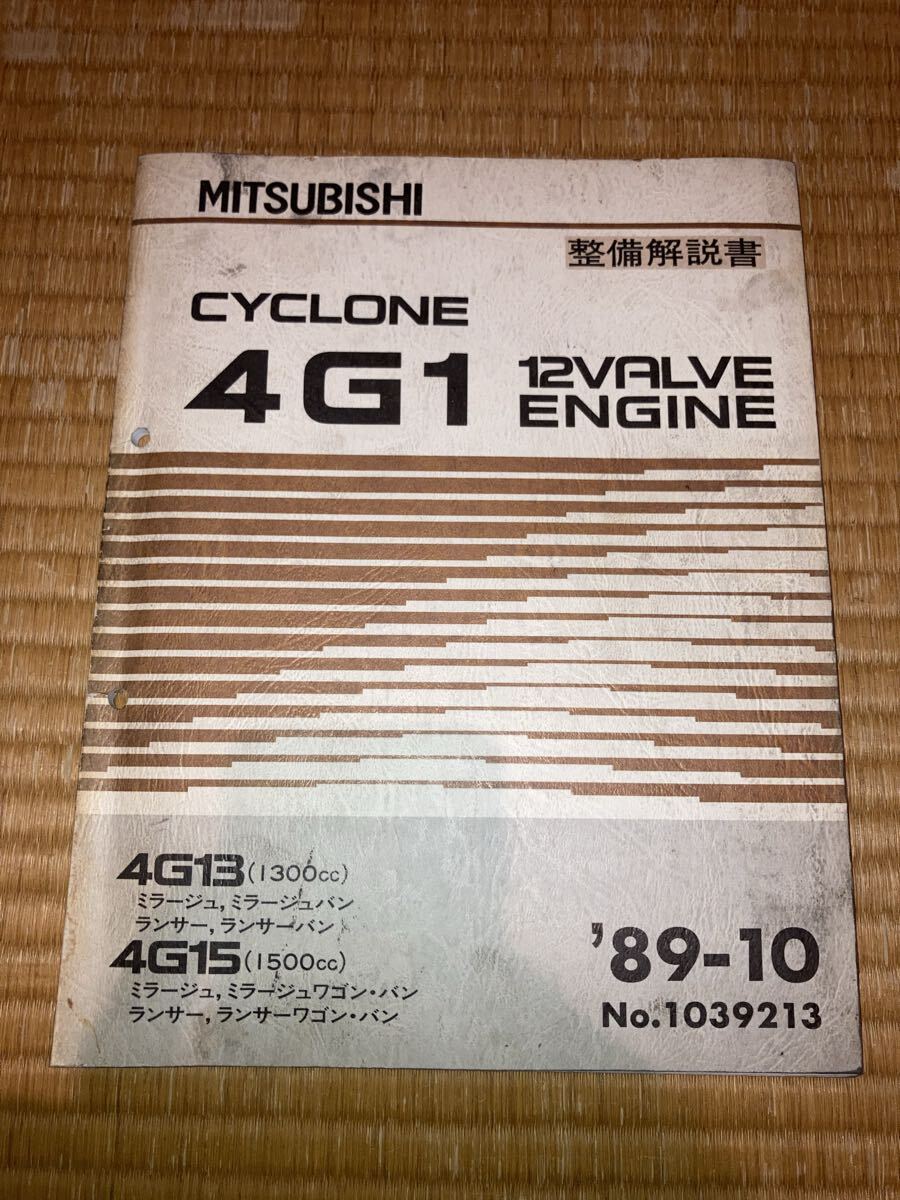 MITSUBISHI
整備解説書
CYCLONE
4G1 12VALVE
ENGINE
4G13(1300cc)
ミラージュ,ミラージュバン
ランサー,ランサーバン
4G15(1500cc)
ミラージュ,ミラージュワゴン・バン
ランサー,ランサーワゴン・バン
'89-10
No.1039213